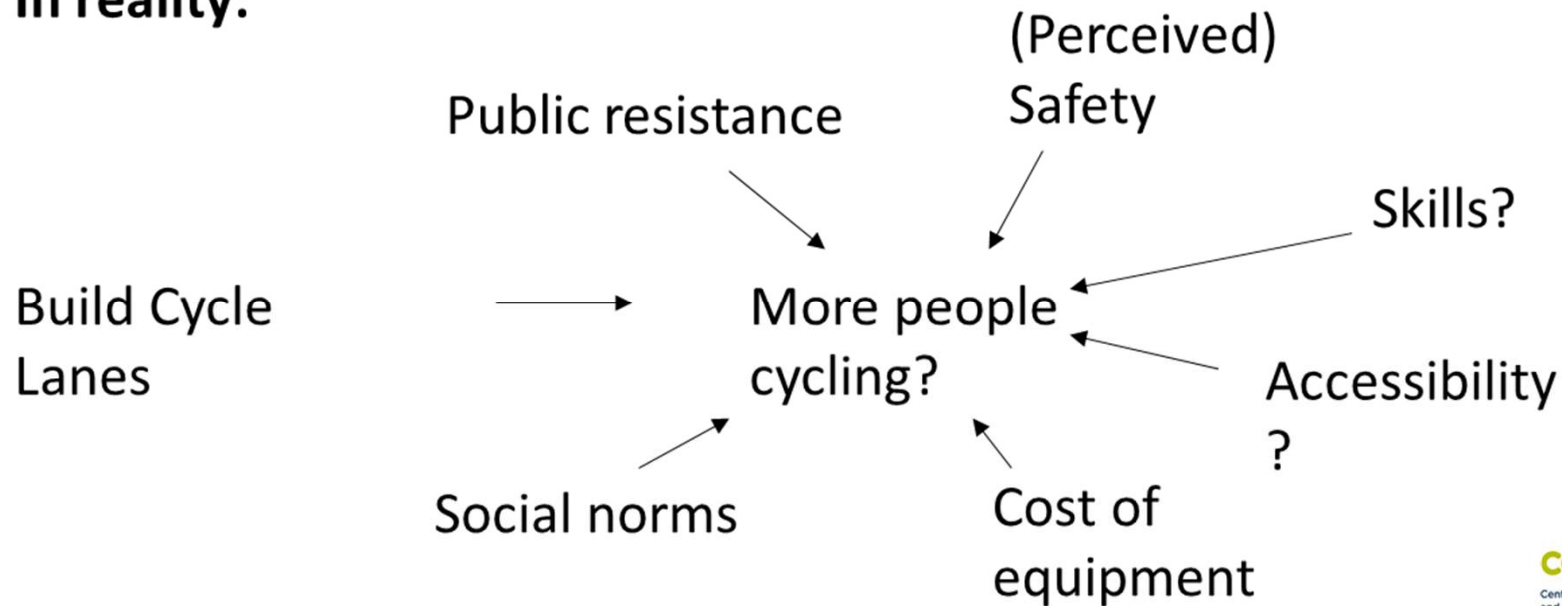 in reality:
(Perceived)
Safety
Public resistance
Skills?
Build Cycle
Lanes
More people
cycling?
Accessibility
?
Social norms
Cost of
equipment